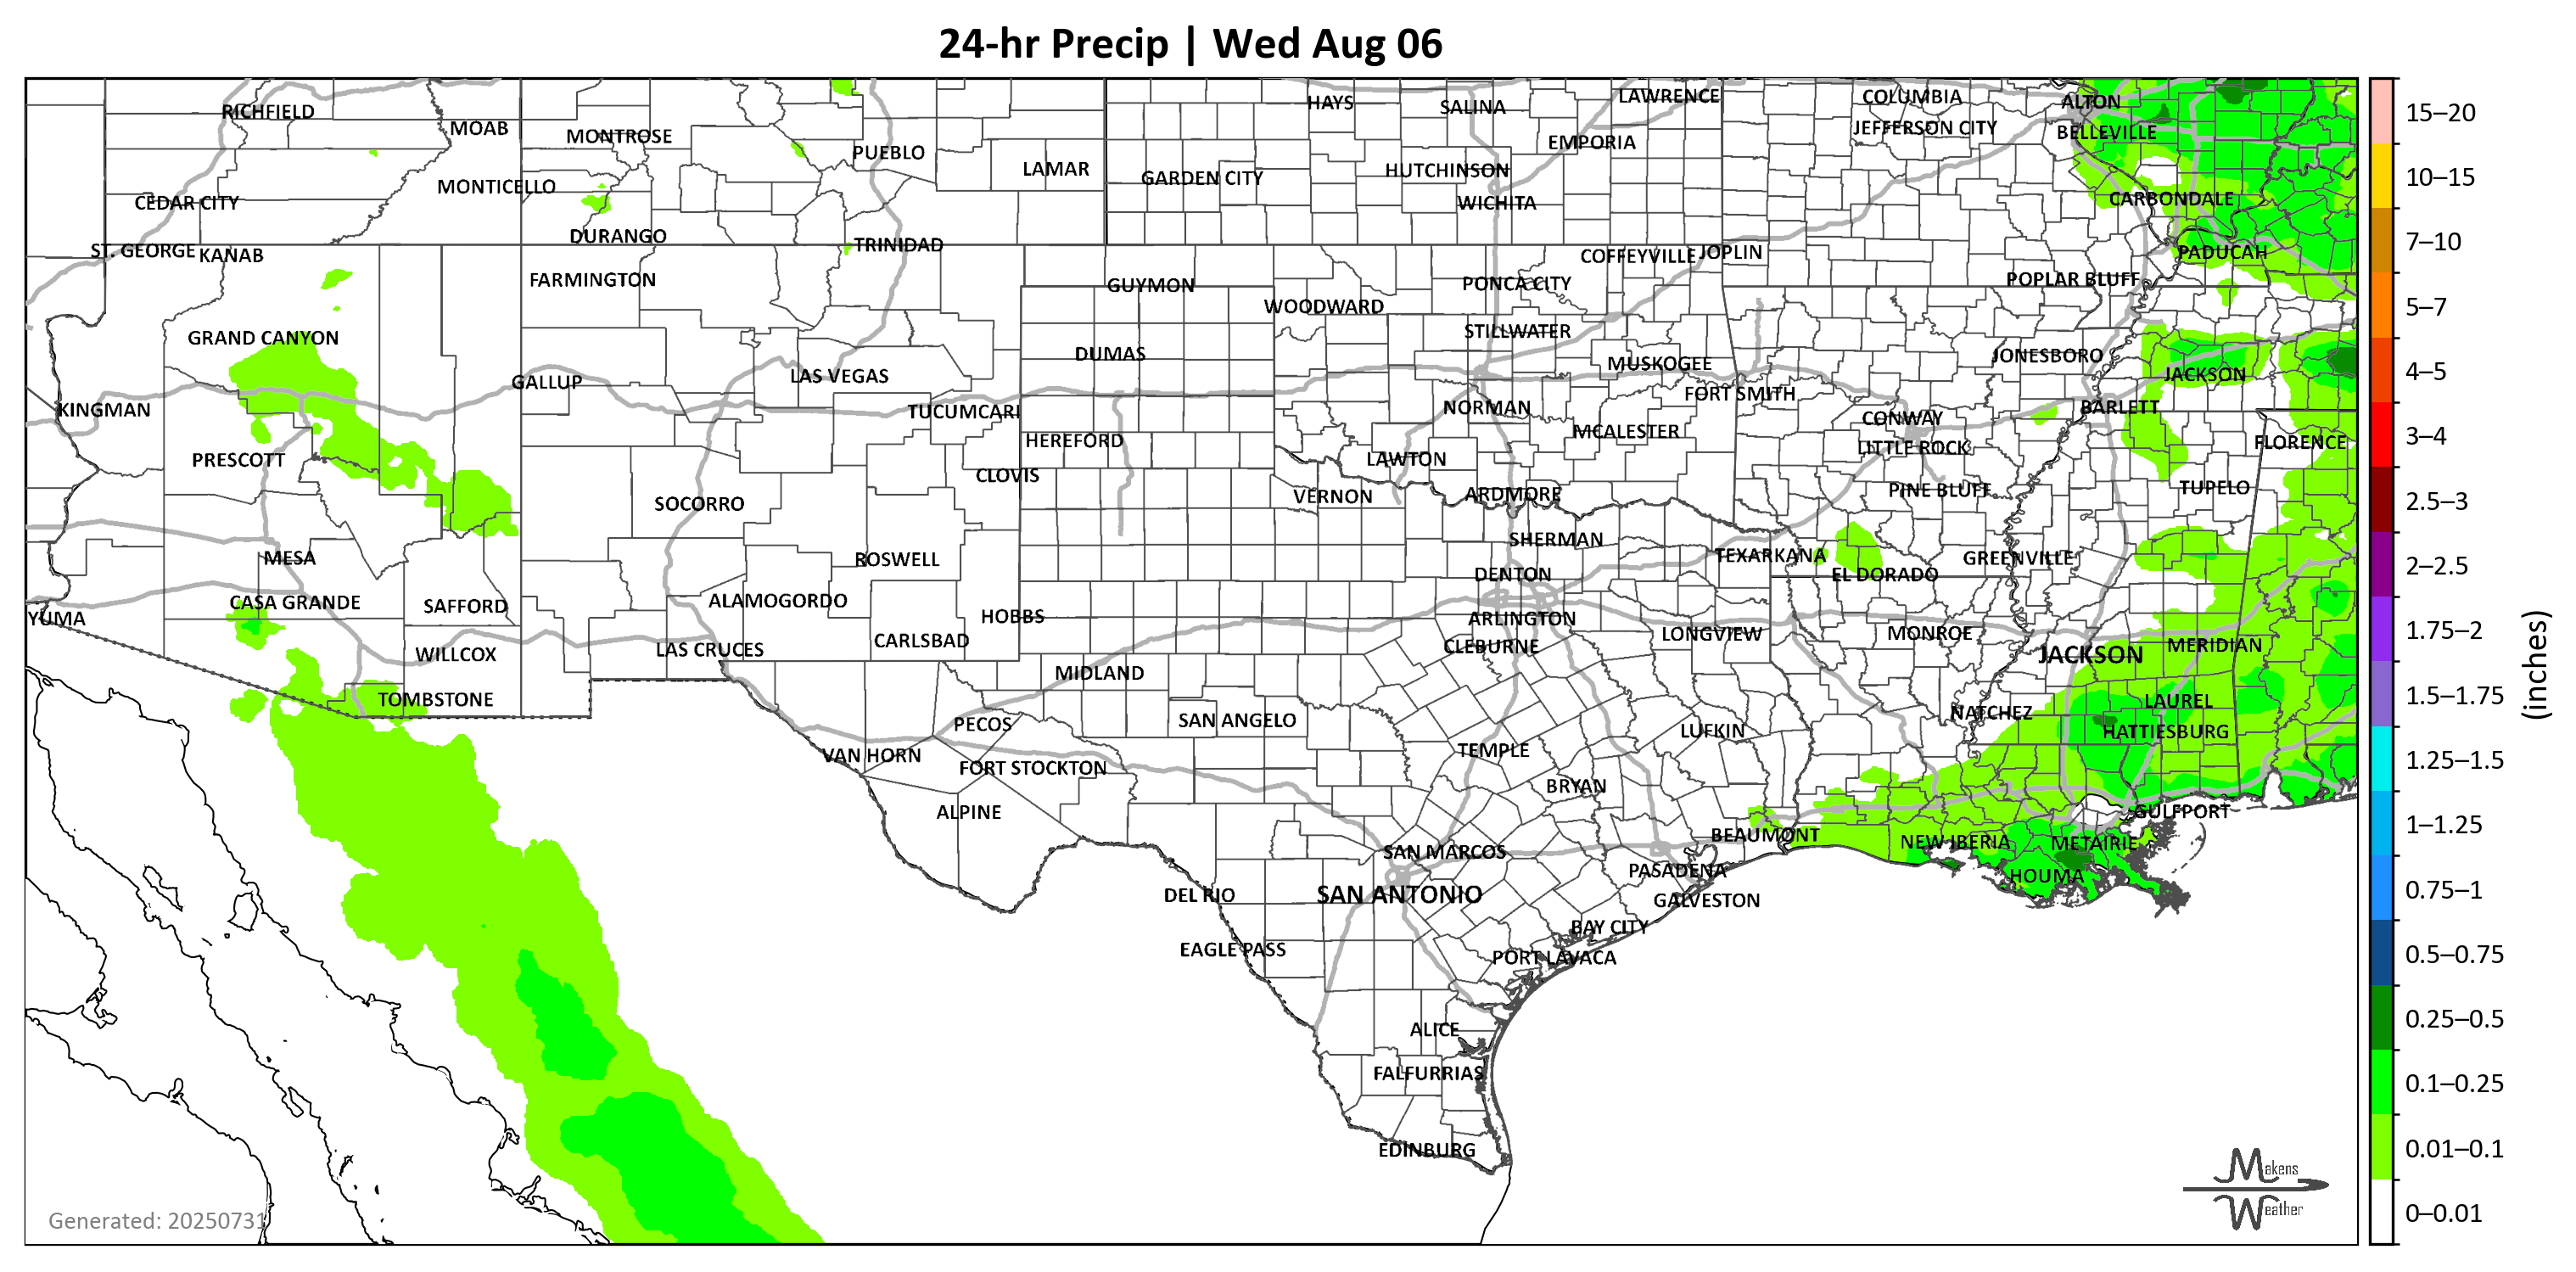 24-hr Precip | Wed Aug 06
RICHFIELD
MOAB
MONTROSE
PUEBLO
LAMAR
HAYS
SALINA
LAWRENCE
COLUMBIA
ALTON
JEFFERSON CITY
BELLEVILLE
EMPORIA
MONTICELLO
GARDEN CITY
HUTCHINSON
CEDAR CITY
WICHITA
CARBONDALE
DURANGO
TRINIDAD
ST. GEORGE
KANAB
COFFEYVILLE
JOPLIN
PADUCAH
FARMINGTON
GUYMON
PONCA CITY
POPLAR BLUFF
WOODWARD
GRAND CANYON
STILLWATER
DUMAS
JONESBORO
MUSKOGEE
GALLUP
LAS VEGAS
JACKSON
FORT SMITH
KINGMAN
TUCUMCARI
NORMAN
BARLETT
CONWAY
HEREFORD
MCALESTER
FLORENCE
LITTLE ROCK
PRESCOTT
LAWTON
CLOVIS
TUPELO
PINE BLUFF
VERNON
ARDMORE
SOCORRO
SHERMAN
MESA
ROSWELL
TEXARKANA
GREENVILLE
DENTON
EL DORADO
CASA GRANDE
SAFFORD
ALAMOGORDO
HOBBS
YUMA
ARLINGTON
LONGVIEW
MONROE
CARLSBAD
CLEBURNE
MERIDIAN
WILLCOX
LAS CRUCES
JACKSON
MIDLAND
TOMBSTONE
LAUREL
NATCHEZ
PECOS
SAN ANGELO
LUFKIN
HATTIESBURG
VAN HORN
TEMPLE
FORT STOCKTON
BRYAN
ALPINE
GULFPORT
BEAUMONT
NEW IBERIA
METAIRIE
SAN MARCOS
PASADENA
HOUMA
DEL RIO
SAN ANTONIO
GALVESTON
BAY CITY
EAGLE PASS
PORT LAVACA
ALICE
FALFURRIAS
EDINBURG
Generated: 20250731
Makens
Weather
15–20
10–15
7–10
5–7
4–5
3–4
2.5–3
2–2.5
1.75–2
1.5–1.75
1.25–1.5
1–1.25
0.75–1
0.5–0.75
0.25–0.5
0.1–0.25
0.01–0.1
0–0.01
(inches)